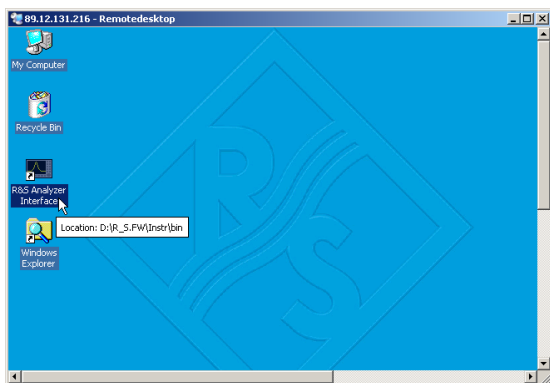 89.12.131.216 - Remotedesktop
My Computer
Recycle Bin
R&S Analyzer
Interface
Location: D:\R_S.FW\Instr\bin
Windows
Explorer
R
S